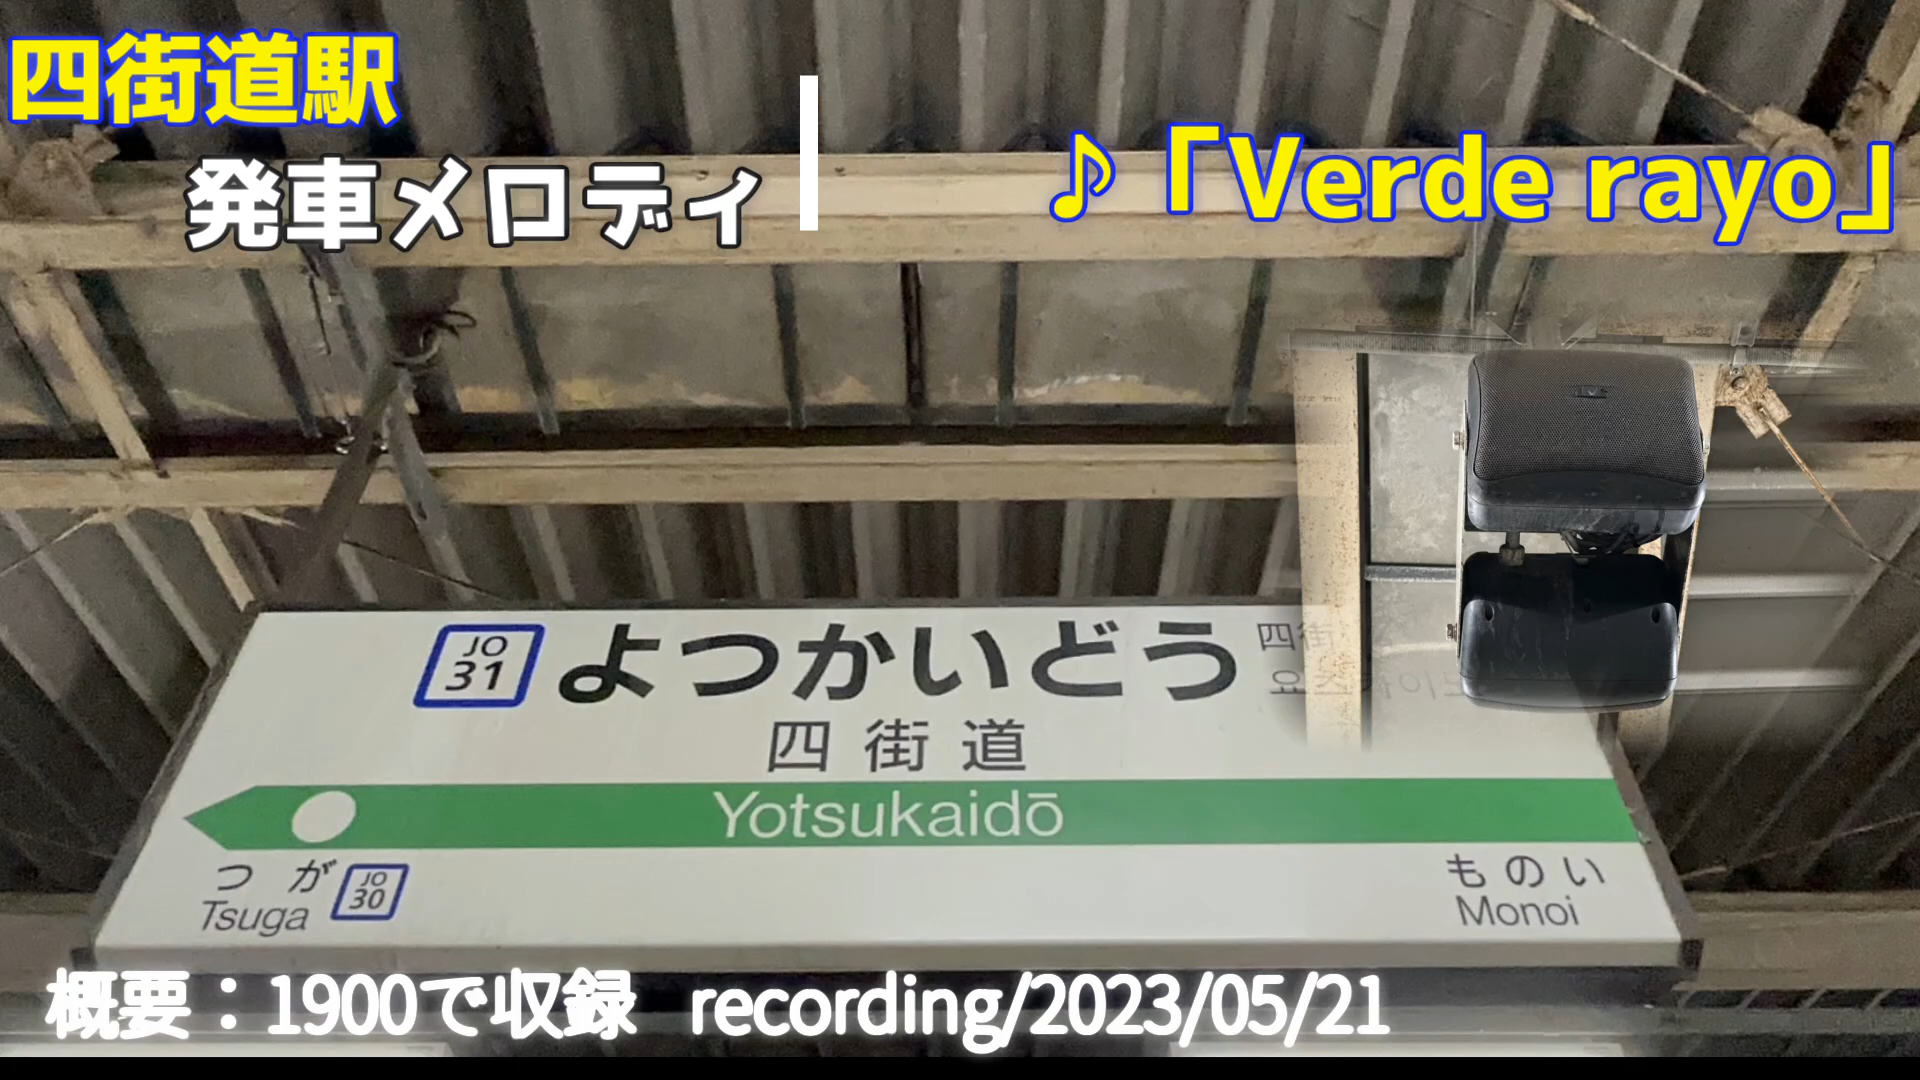 四街道駅
発車メロディ
♪「Verde rayo」
JO
31
よつかいどう
四街
四街道
Yotsukaidō
つが
Tsuga
JO
30
ものい
Monoi
概要：1900で収録 recording/2023/05/21